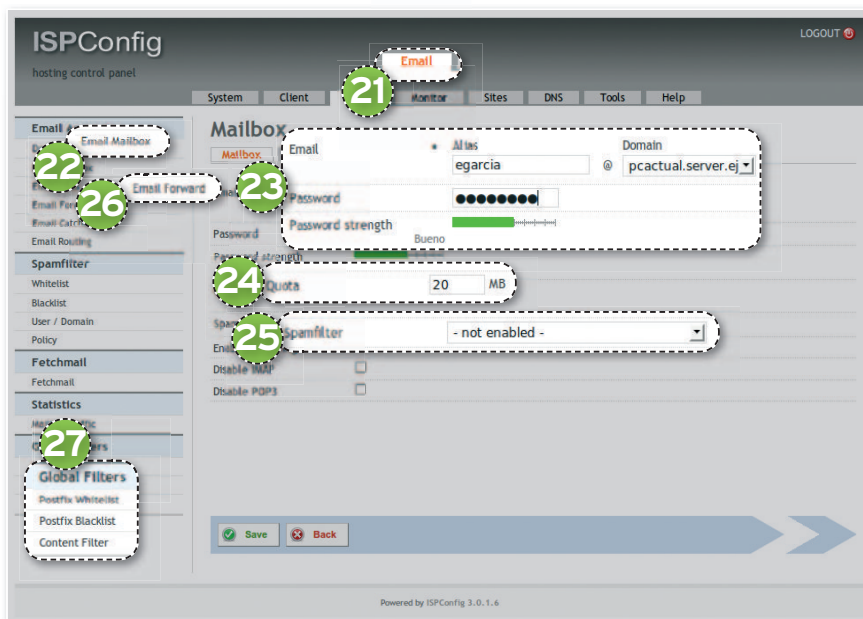 ISPConfig
LOGOUT
hosting control panel
Email
21
System Client Monitor Sites DNS Tools Help
Email
Email Mailbox
22
Email Forward
26
Email Routing
Spamfilter
Whitelist
Blacklist
User / Domain
Policy
Fetchmail
Fetchmail
Statistics
27
Global Filters
Postfix Whitelist
Postfix Blacklist
Content Filter
Mailbox
Mailbox
23
Email * Alias Domain
egarcia @ pcactual.server.ej
Password ●●●●●●●●
Password strength
Bueno
Password
24
Quota 20 MB
25
Spamfilter - not enabled -
Disable IMAP
Disable POP3
Save Back
Powered by ISPConfig 3.0.1.6